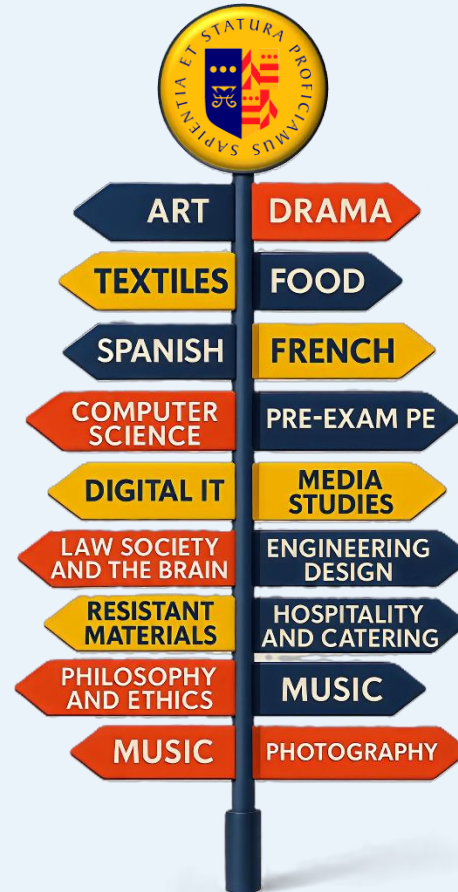 SAPIENTIA ET STATURA PROFICIAMUS
ART
DRAMA
TEXTILES
FOOD
SPANISH
FRENCH
COMPUTER
SCIENCE
PRE-EXAM PE
DIGITAL IT
MEDIA
STUDIES
LAW SOCIETY
AND THE BRAIN
ENGINEERING
DESIGN
RESISTANT
MATERIALS
HOSPITALITY
AND CATERING
PHILOSOPHY
AND ETHICS
MUSIC
MUSIC
PHOTOGRAPHY